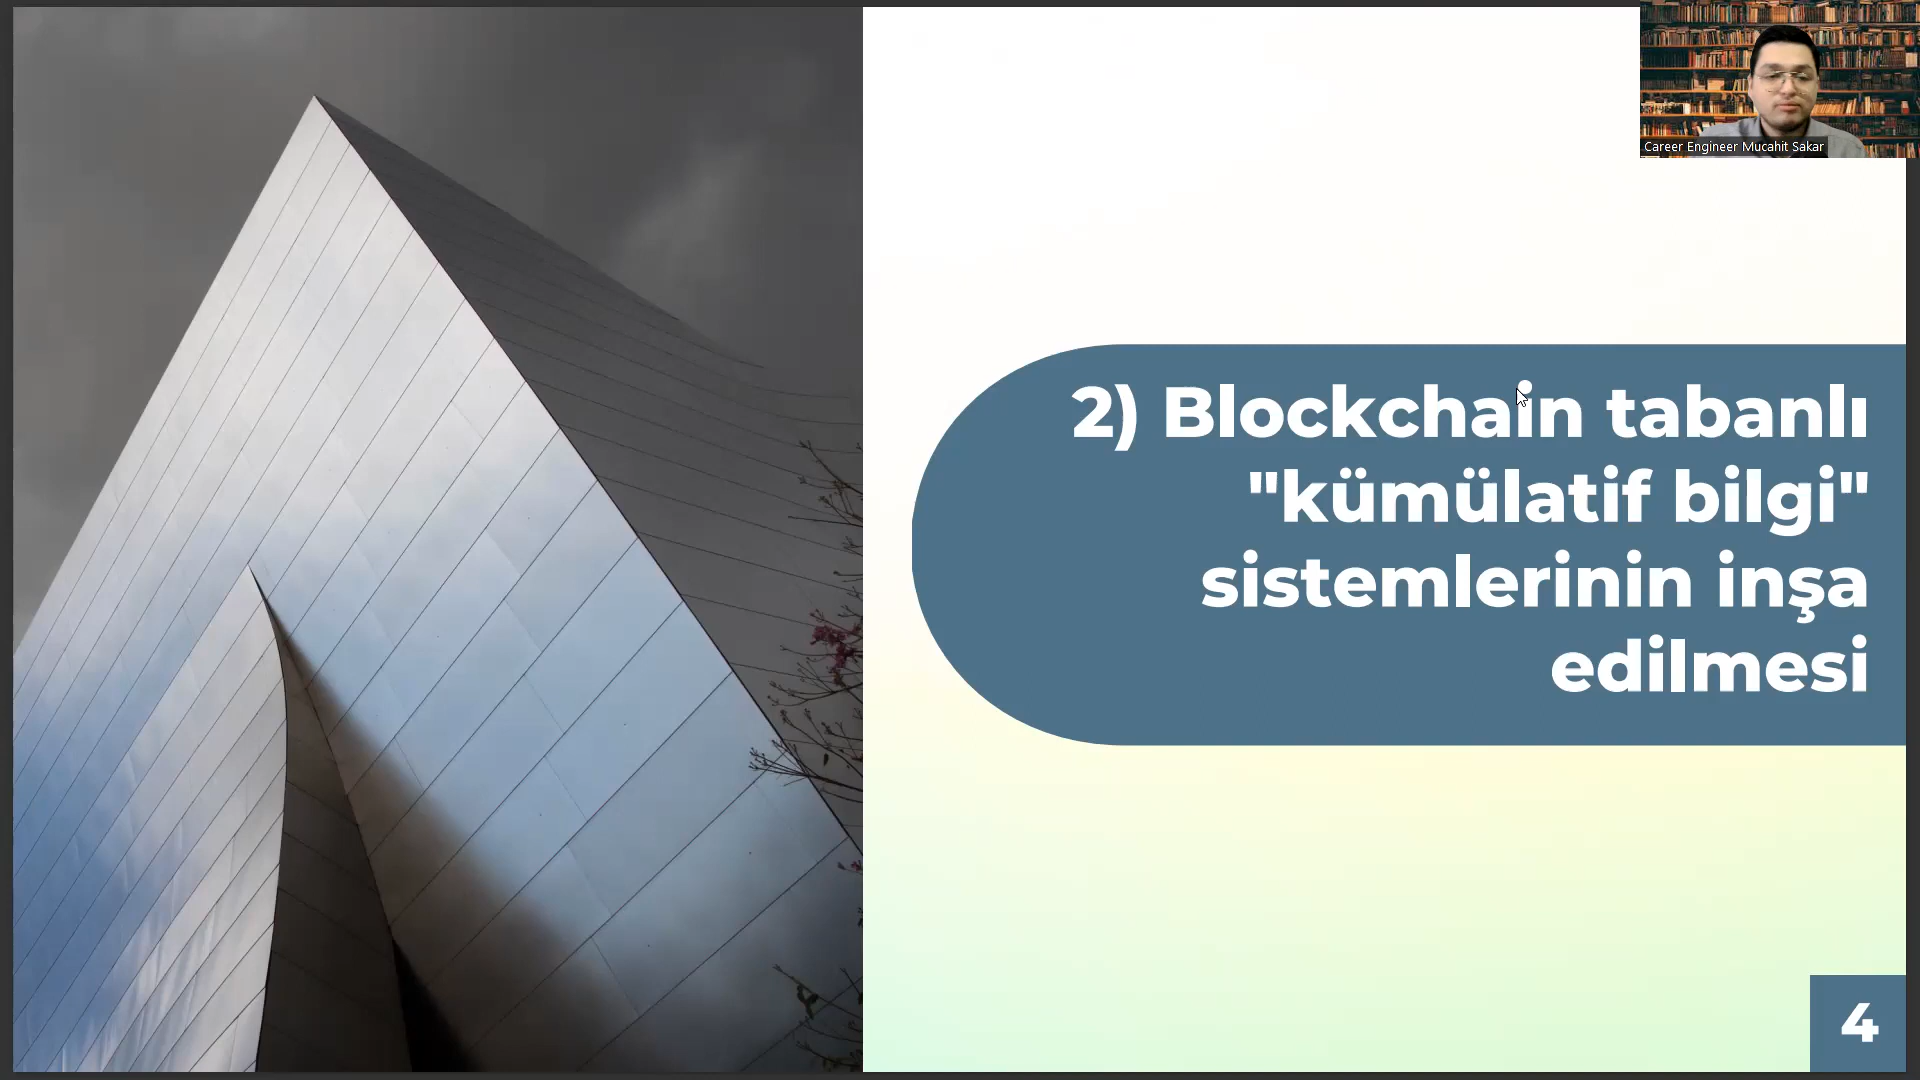 Career Engineer Mucahit Sakar
2) Blockchain tabanlı
"kümülatif bilgi"
sistemlerinin inşa
edilmesi
4